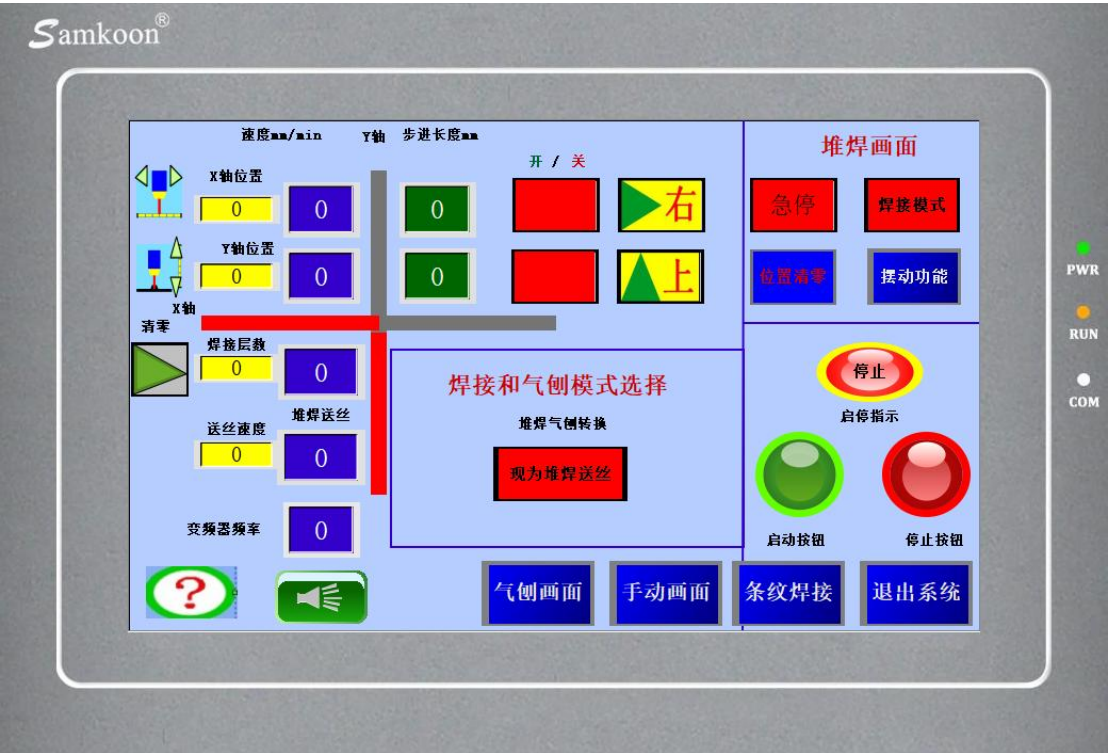 Samkoon®
速度mm/min
Y轴
步进长度mm
开 / 关
堆焊画面
X轴位置
0
0
0
右
急停
焊接模式
Y轴位置
0
0
0
上
位置清零
摆动功能
PWR
X轴
清零
RUN
焊接层数
0
0
焊接和气刨模式选择
停止
COM
堆焊送丝
堆焊气刨转换
启停指示
送丝速度
0
0
现为堆焊送丝
变频器频率
0
启动按钮
停止按钮
?
气刨画面
手动画面
条纹焊接
退出系统